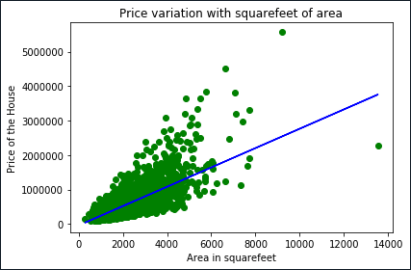 Price variation with squarefeet of area
Price of the House
5000000
4000000
3000000
2000000
1000000
0
0 2000 4000 6000 8000 10000 12000 14000
Area in squarefeet